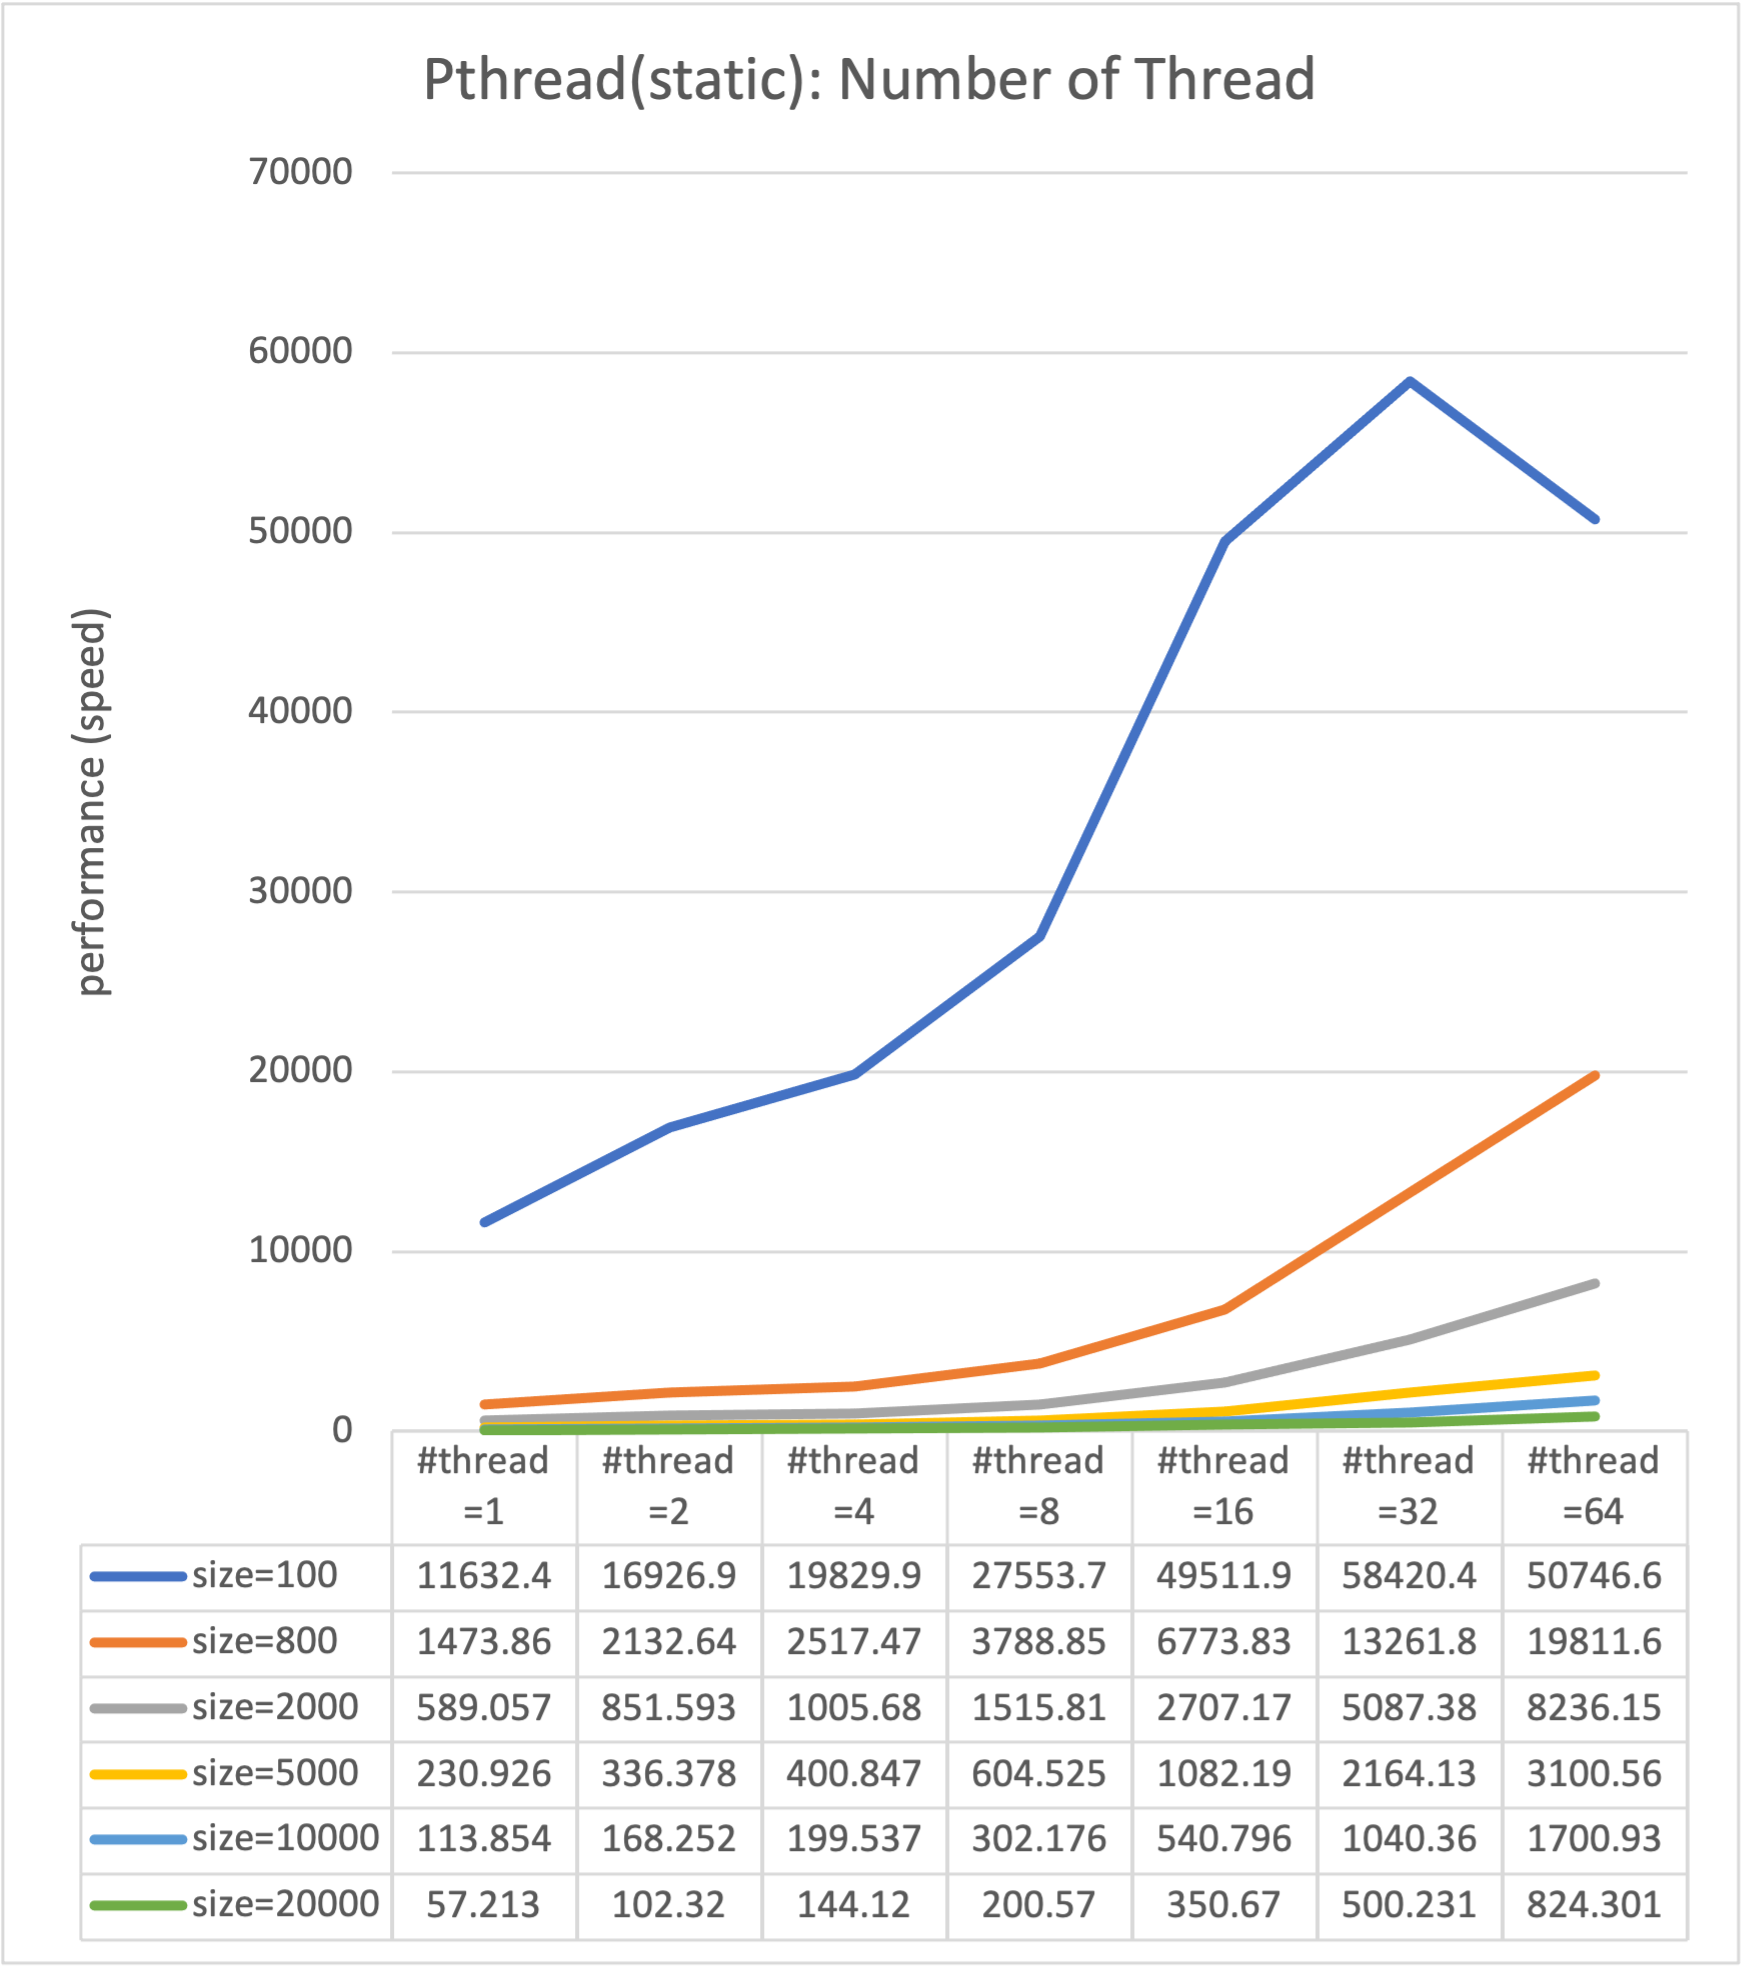 Pthread(static): Number of Thread
70000
60000
50000
40000
30000
20000
10000
0
performance (speed)
#thread =1 #thread =2 #thread =4 #thread =8 #thread =16 #thread =32 #thread =64
size=100 11632.4 16926.9 19829.9 27553.7 49511.9 58420.4 50746.6
size=800 1473.86 2132.64 2517.47 3788.85 6773.83 13261.8 19811.6
size=2000 589.057 851.593 1005.68 1515.81 2707.17 5087.38 8236.15
size=5000 230.926 336.378 400.847 604.525 1082.19 2164.13 3100.56
size=10000 113.854 168.252 199.537 302.176 540.796 1040.36 1700.93
size=20000 57.213 102.32 144.12 200.57 350.67 500.231 824.301